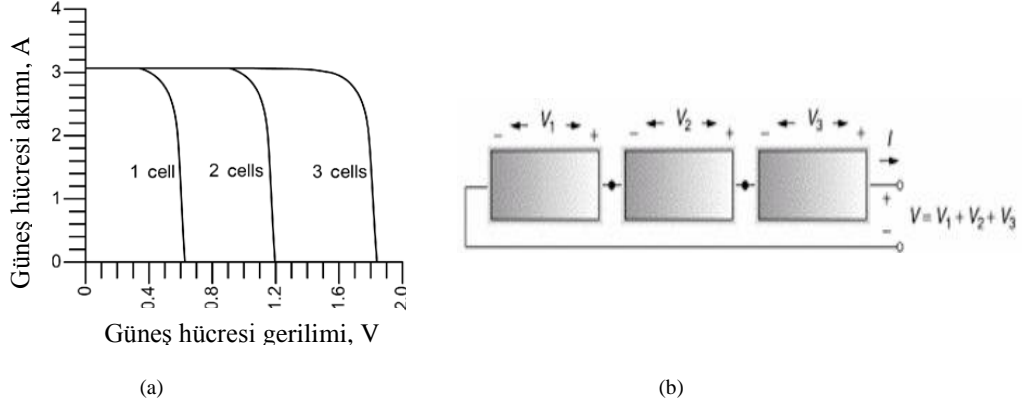 Güneş hücresi akımı, A
4
3
2
1
0
1 cell
2 cells
3 cells
0
0.4
0.8
1.2
1.6
2.0
Güneş hücresi gerilimi, V
(a)
- V1 +
- V2 +
- V3 +
I
+
V = V1 + V2 + V3
-
(b)